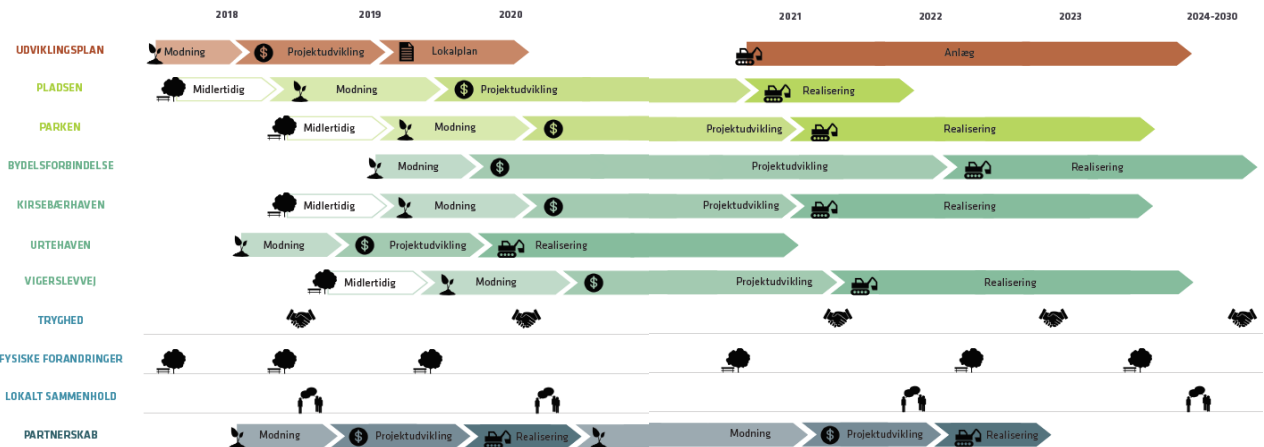 2018 2019 2020 2021 2022 2023 2024-2030
UDVIKLINGSPLAN Modning Projektudvikling Lokalplan Anlæg
PLADSEN Midlertidig Modning Projektudvikling Realisering
PARKEN Midlertidig Modning Projektudvikling Realisering
BYDELSFORBINDELSE Modning Projektudvikling Realisering
KIRSEBÆRHAVEN Midlertidig Modning Projektudvikling Realisering
URTEHAVEN Modning Projektudvikling Realisering
VIGERSLEVVEJ Midlertidig Modning Projektudvikling Realisering
TRYGHED
FYSISKE FORANDRINGER
LOKALT SAMMENHOLD
PARTNERSKAB Modning Projektudvikling Realisering Modning Projektudvikling Realisering